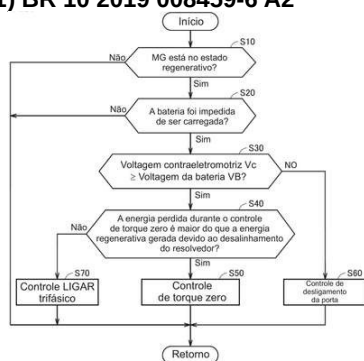 1) BR 10 2019 008459-6 A2
Início
S10
MG está no estado
regenerativo?
Não
Sim
S20
A bateria foi impedida
de ser carregada?
Não
Sim
S30
Voltagem contraeletromotriz Vc
≥ Voltagem da bateria VB?
NO
Sim
S40
A energia perdida durante o controle
de torque zero é maior do que a energia
regenerativa gerada devido ao desalinhamento
do resolvedor?
Não
Sim
S70
Controle LIGAR
trifásico
S50
Controle
de torque zero
S60
Controle de
desligamento
da porta
Retorno